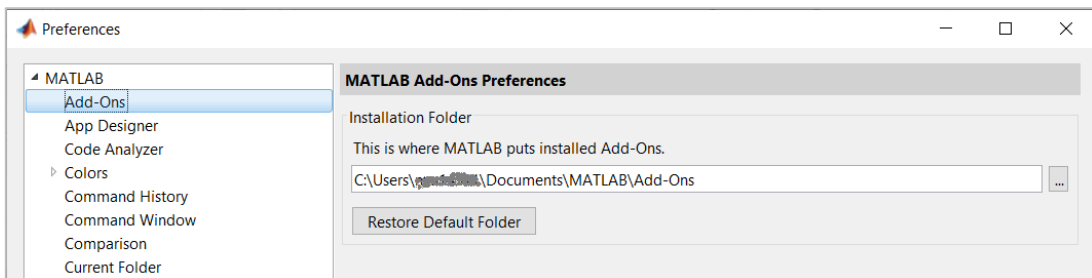 Preferences
MATLAB
Add-Ons
App Designer
Code Analyzer
Colors
Command History
Command Window
Comparison
Current Folder
MATLAB Add-Ons Preferences
Installation Folder
This is where MATLAB puts installed Add-Ons.
C:\Users\ \Documents\MATLAB\Add-Ons
...
Restore Default Folder